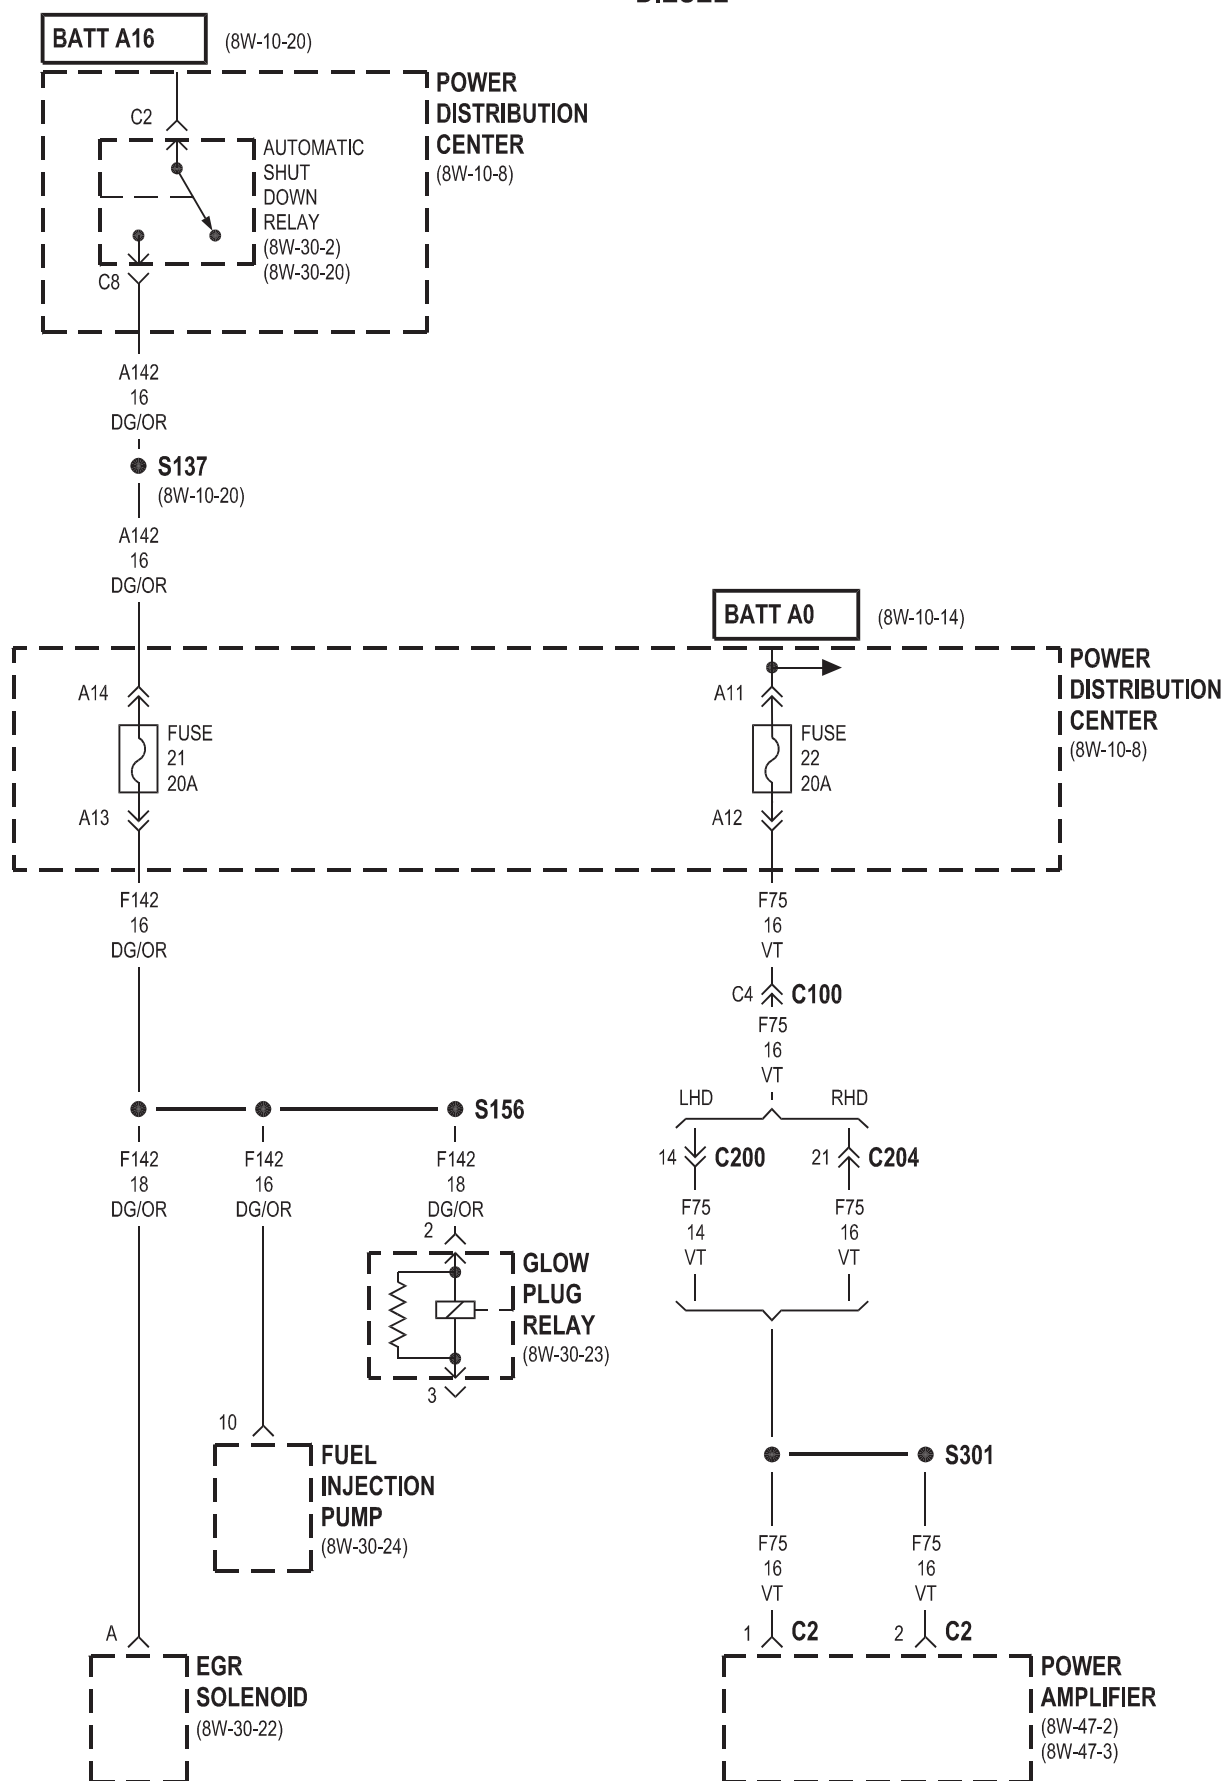 BATT A16
(8W-10-20)
POWER
DISTRIBUTION
CENTER
(8W-10-8)
C2
AUTOMATIC
SHUT
DOWN
RELAY
(8W-30-2)
(8W-30-20)
C8
A142
16
DG/OR
S137
(8W-10-20)
A142
16
DG/OR
BATT A0
(8W-10-14)
POWER
DISTRIBUTION
CENTER
(8W-10-8)
A14
FUSE
21
20A
A13
A11
FUSE
22
20A
A12
F142
16
DG/OR
F75
16
VT
C4
C100
F75
16
VT
LHD
RHD
S156
F142
18
DG/OR
F142
16
DG/OR
F142
18
DG/OR
14
C200
21
C204
F75
14
VT
F75
16
VT
2
GLOW
PLUG
RELAY
(8W-30-23)
3
10
FUEL
INJECTION
PUMP
(8W-30-24)
S301
F75
16
VT
F75
16
VT
A
EGR
SOLENOID
(8W-30-22)
1
C2
2
C2
POWER
AMPLIFIER
(8W-47-2)
(8W-47-3)